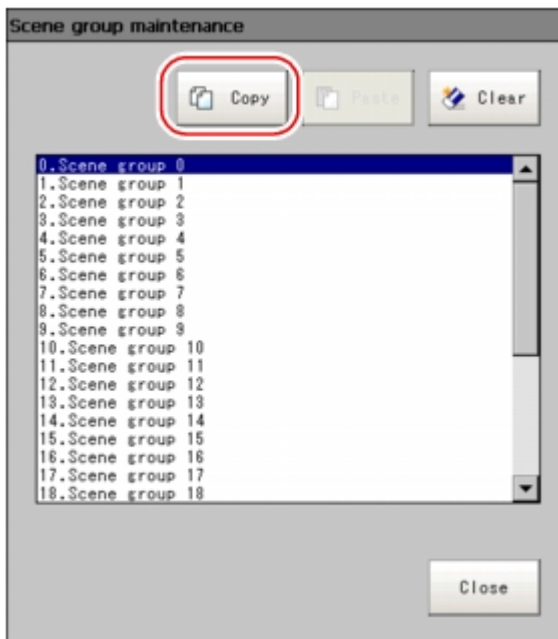 Scene group maintenance
Copy Paste Clear
0.Scene group 0
1.Scene group 1
2.Scene group 2
3.Scene group 3
4.Scene group 4
5.Scene group 5
6.Scene group 6
7.Scene group 7
8.Scene group 8
9.Scene group 9
10.Scene group 10
11.Scene group 11
12.Scene group 12
13.Scene group 13
14.Scene group 14
15.Scene group 15
16.Scene group 16
17.Scene group 17
18.Scene group 18
Close